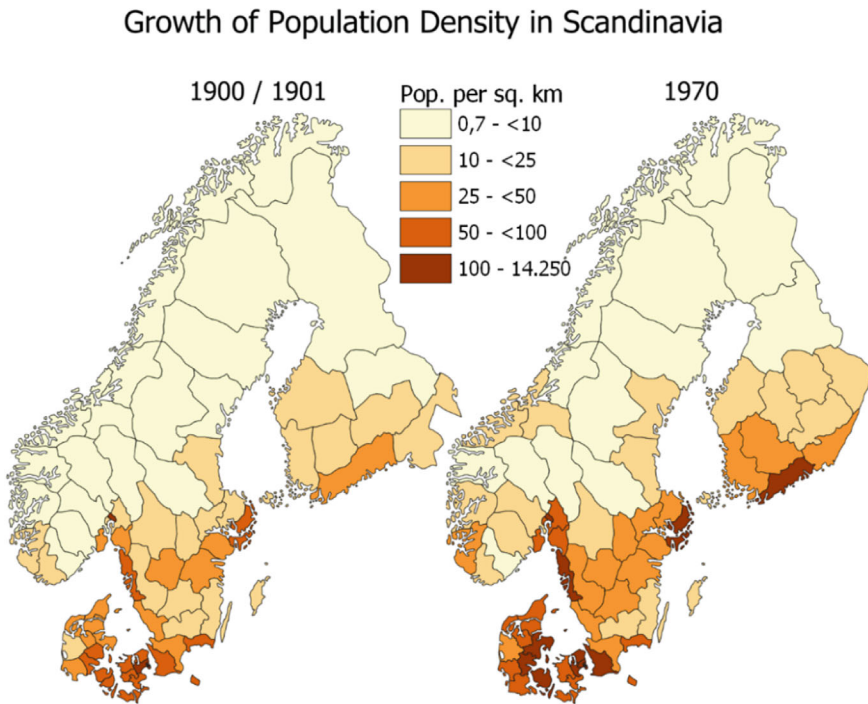 Growth of Population Density in Scandinavia
1900 / 1901
Pop. per sq. km
0,7 - <10
10 - <25
25 - <50
50 - <100
100 - 14.250
1970